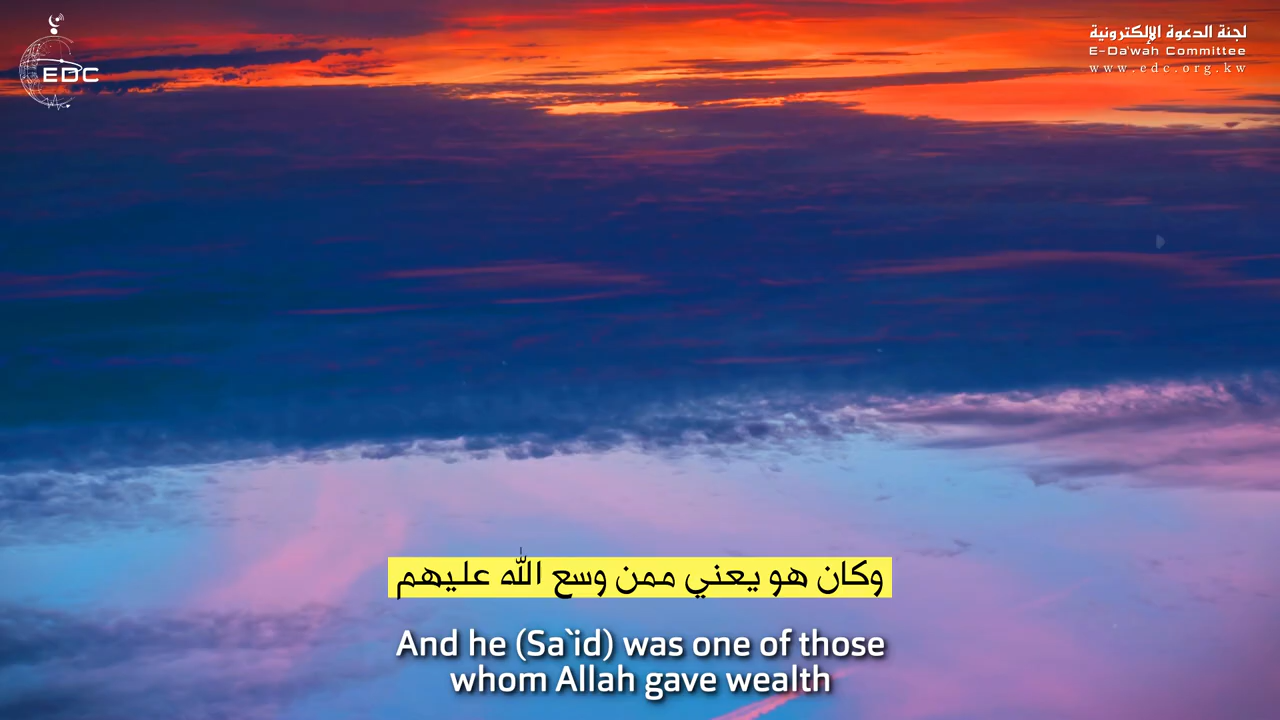 EDC
لجنة الدعوة الإلكترونية
E-Da'wah Committee
www.edc.org.kw
وكان هو يعني ممن وسع الله عليهم
And he (Sa`id) was one of those
whom Allah gave wealth